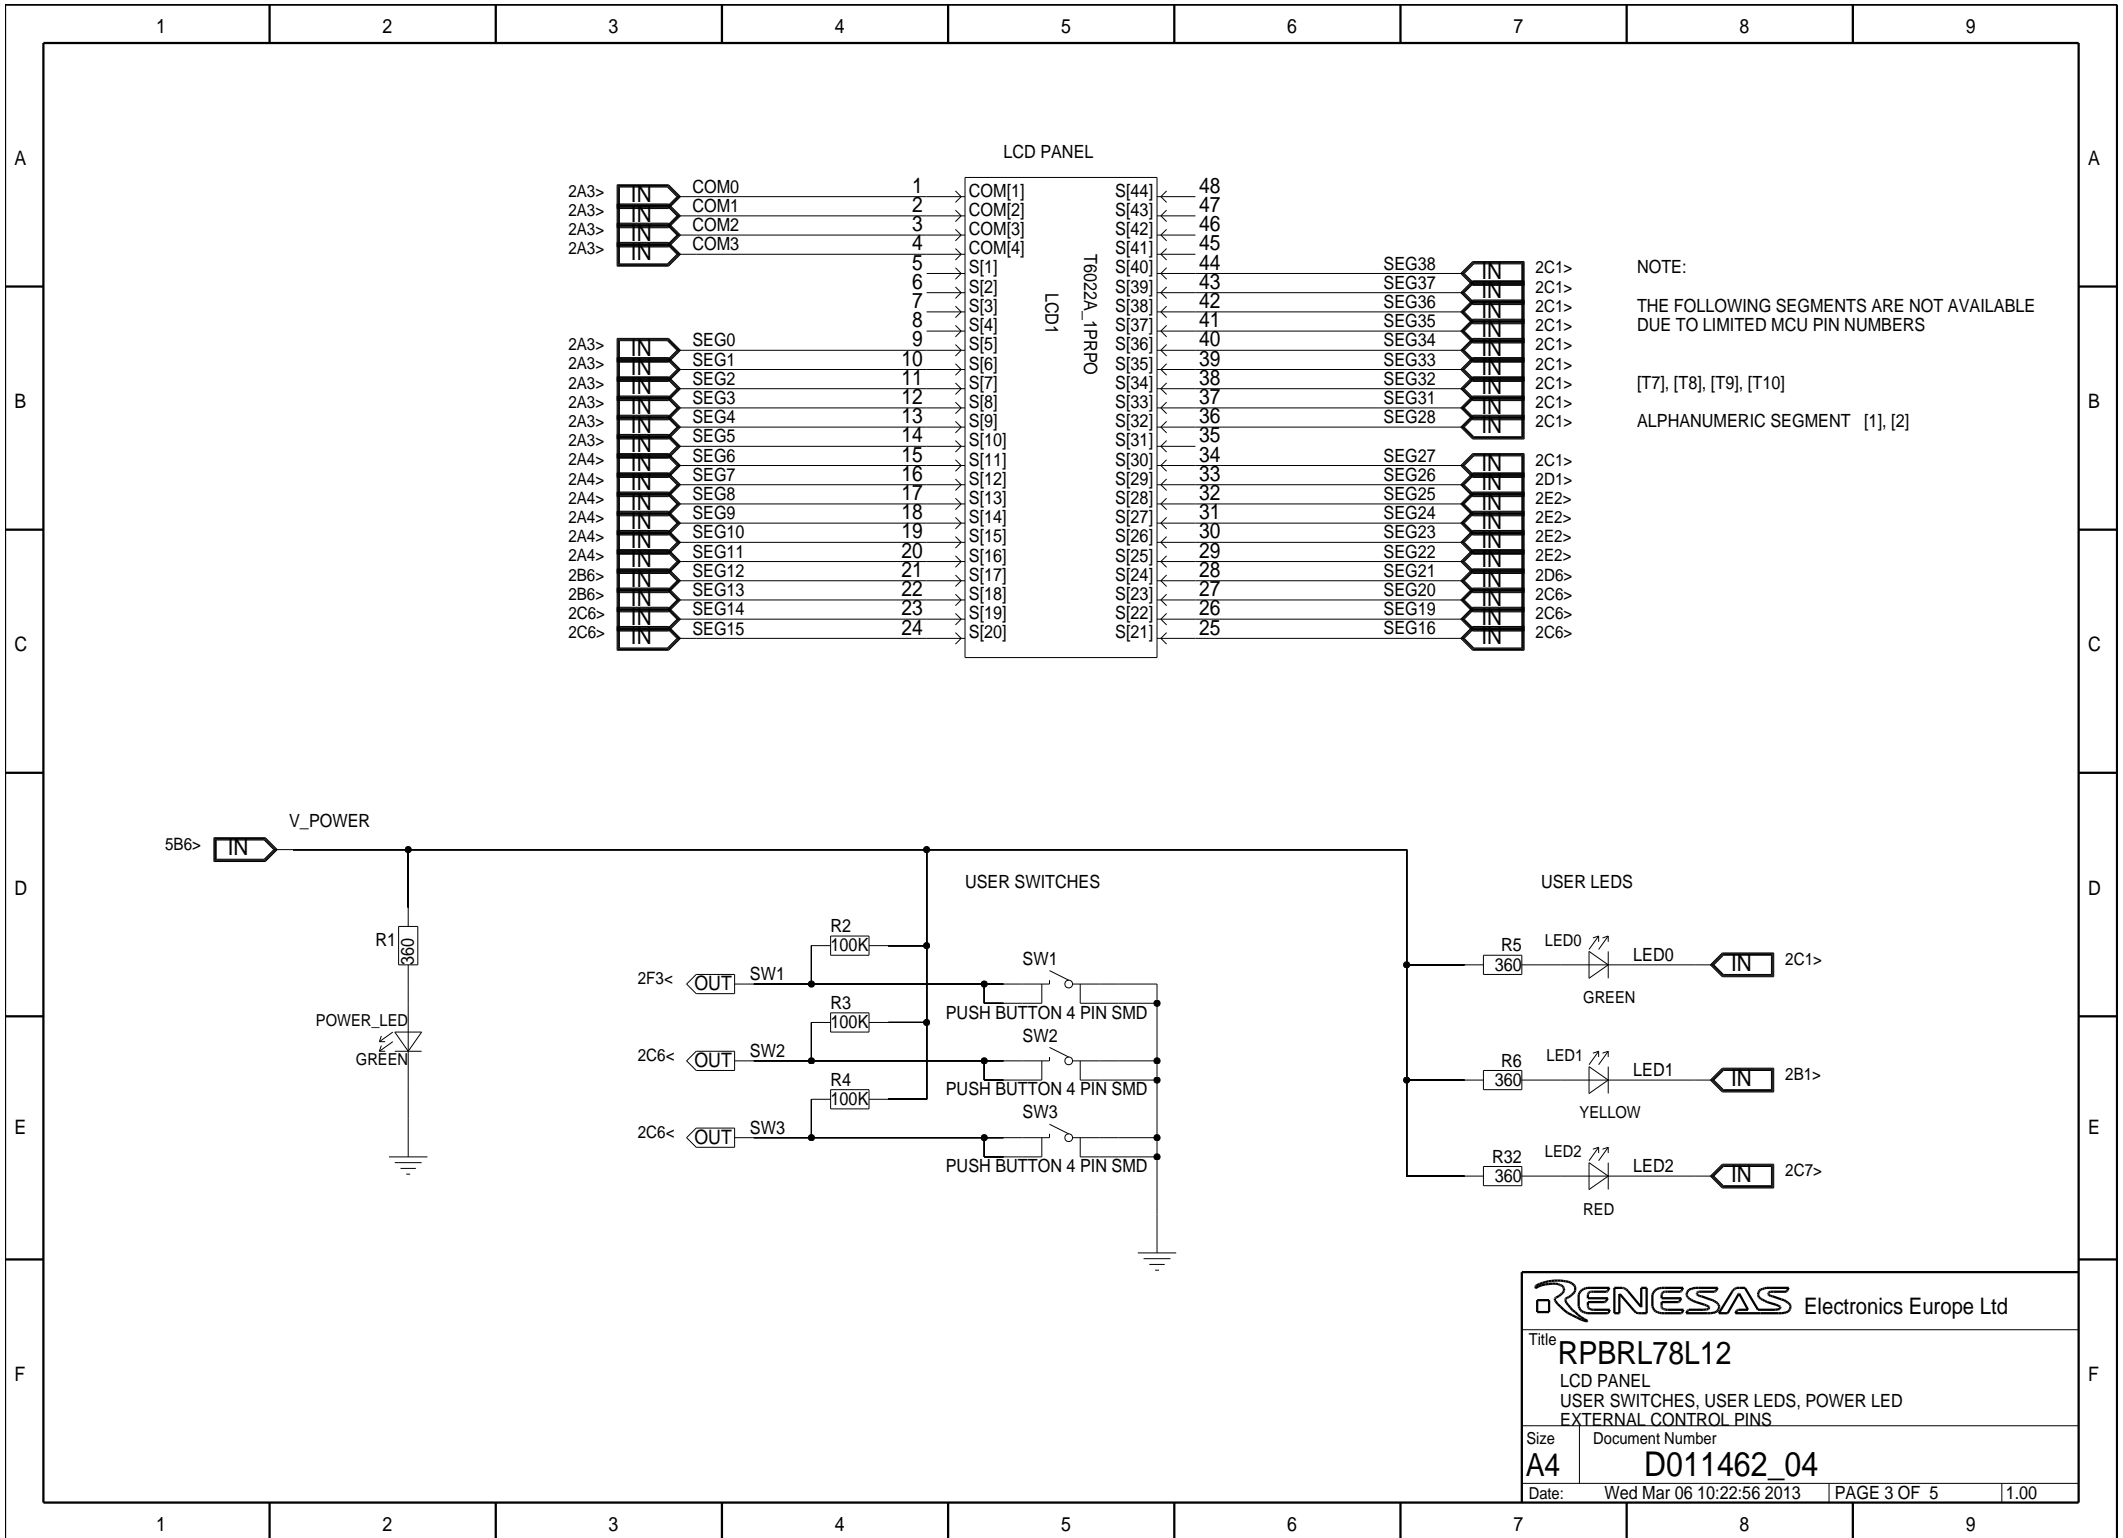 1 2 3 4 5 6 7 8 9
A A
B B
C C
D D
E E
F F
LCD PANEL
2A3> IN COM0 1 COM[1]
2A3> IN COM1 2 COM[2]
2A3> IN COM2 3 COM[3]
2A3> IN COM3 4 COM[4]
5 S[1]
6 S[2]
7 S[3]
8 S[4]
2A3> IN SEG0 9 S[5]
2A3> IN SEG1 10 S[6]
2A3> IN SEG2 11 S[7]
2A3> IN SEG3 12 S[8]
2A3> IN SEG4 13 S[9]
2A3> IN SEG5 14 S[10]
2A4> IN SEG6 15 S[11]
2A4> IN SEG7 16 S[12]
2A4> IN SEG8 17 S[13]
2A4> IN SEG9 18 S[14]
2A4> IN SEG10 19 S[15]
2A4> IN SEG11 20 S[16]
2B6> IN SEG12 21 S[17]
2B6> IN SEG13 22 S[18]
2C6> IN SEG14 23 S[19]
2C6> IN SEG15 24 S[20]
LCD1
T6022A_1PRPO
S[44] 48
S[43] 47
S[42] 46
S[41] 45
S[40] 44 SEG38 IN 2C1>
S[39] 43 SEG37 IN 2C1>
S[38] 42 SEG36 IN 2C1>
S[37] 41 SEG35 IN 2C1>
S[36] 40 SEG34 IN 2C1>
S[35] 39 SEG33 IN 2C1>
S[34] 38 SEG32 IN 2C1>
S[33] 37 SEG31 IN 2C1>
S[32] 36 SEG28 IN 2C1>
S[31] 35
S[30] 34 SEG27 IN 2C1>
S[29] 33 SEG26 IN 2D1>
S[28] 32 SEG25 IN 2E2>
S[27] 31 SEG24 IN 2E2>
S[26] 30 SEG23 IN 2E2>
S[25] 29 SEG22 IN 2E2>
S[24] 28 SEG21 IN 2D6>
S[23] 27 SEG20 IN 2C6>
S[22] 26 SEG19 IN 2C6>
S[21] 25 SEG16 IN 2C6>
NOTE:
THE FOLLOWING SEGMENTS ARE NOT AVAILABLE
DUE TO LIMITED MCU PIN NUMBERS
[T7], [T8], [T9], [T10]
ALPHANUMERIC SEGMENT [1], [2]
V_POWER
5B6> IN
R1 360
POWER_LED
GREEN
USER SWITCHES
R2
100K
2F3< OUT SW1
SW1
PUSH BUTTON 4 PIN SMD
R3
100K
2C6< OUT SW2
SW2
PUSH BUTTON 4 PIN SMD
R4
100K
2C6< OUT SW3
SW3
PUSH BUTTON 4 PIN SMD
USER LEDS
R5 LED0 LED0 IN 2C1>
360
GREEN
R6 LED1 LED1 IN 2B1>
360
YELLOW
R32 LED2 LED2 IN 2C7>
360
RED
RENESAS Electronics Europe Ltd
Title RPBRL78L12
LCD PANEL
USER SWITCHES, USER LEDS, POWER LED
EXTERNAL CONTROL PINS
Size Document Number
A4 D011462_04
Date: Wed Mar 06 10:22:56 2013 PAGE 3 OF 5 1.00
1 2 3 4 5 6 7 8 9